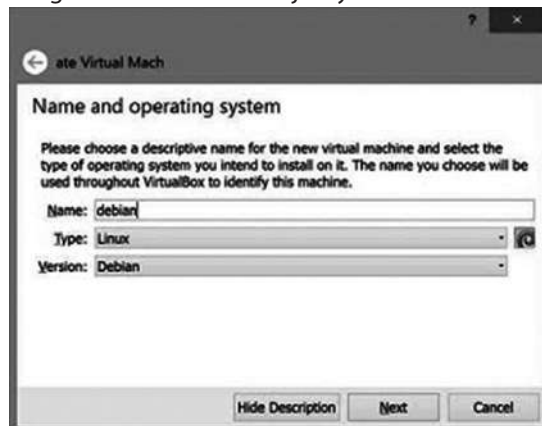 ?
×
ate Virtual Mach
Name and operating system
Please choose a descriptive name for the new virtual machine and select the
type of operating system you intend to install on it. The name you choose will be
used throughout VirtualBox to identify this machine.
Name: debian
Type: Linux
Version: Debian
Hide Description Next Cancel